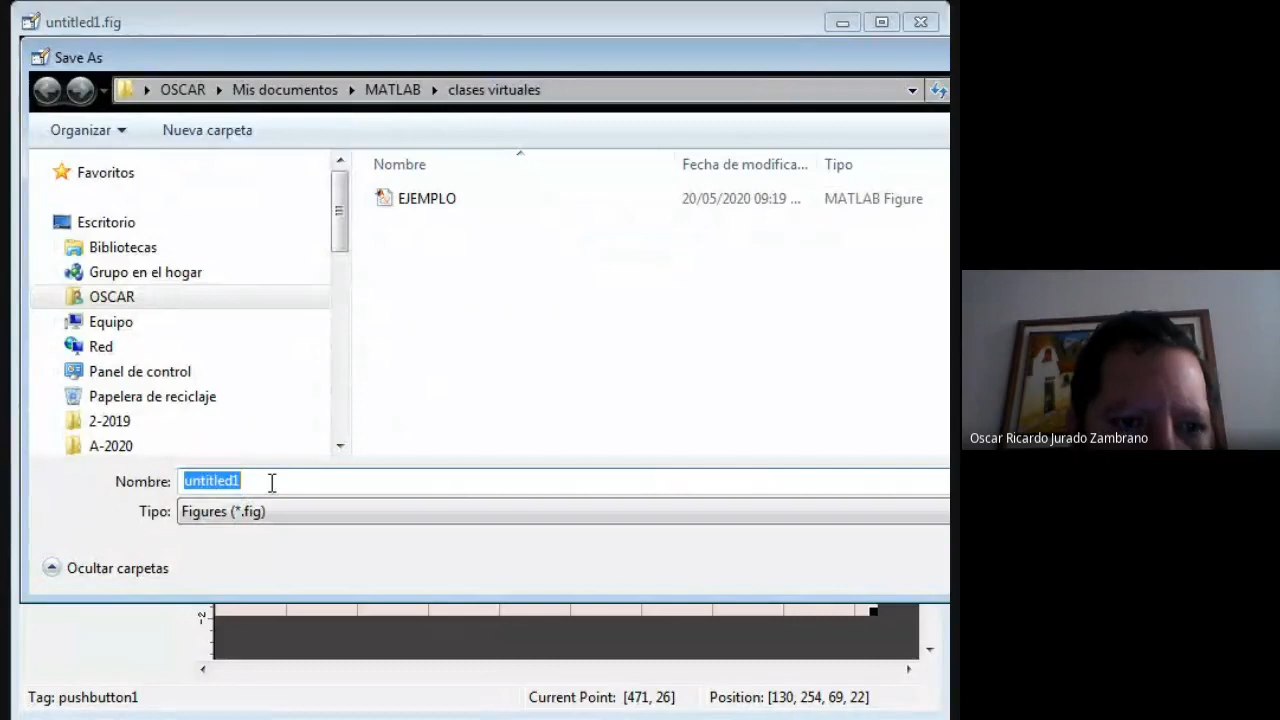 untitled1.fig
Save As
OSCAR Mis documentos MATLAB clases virtuales
Organizar Nueva carpeta
Nombre Fecha de modifica... Tipo
EJEMPLO 20/05/2020 09:19 ... MATLAB Figure
Favoritos
Escritorio
Bibliotecas
Grupo en el hogar
OSCAR
Equipo
Red
Panel de control
Papelera de reciclaje
2-2019
A-2020
Nombre: untitled1
Tipo: Figures (*.fig)
Ocultar carpetas
-2
Tag: pushbutton1 Current Point: [471, 26] Position: [130, 254, 69, 22]
Oscar Ricardo Jurado Zambrano